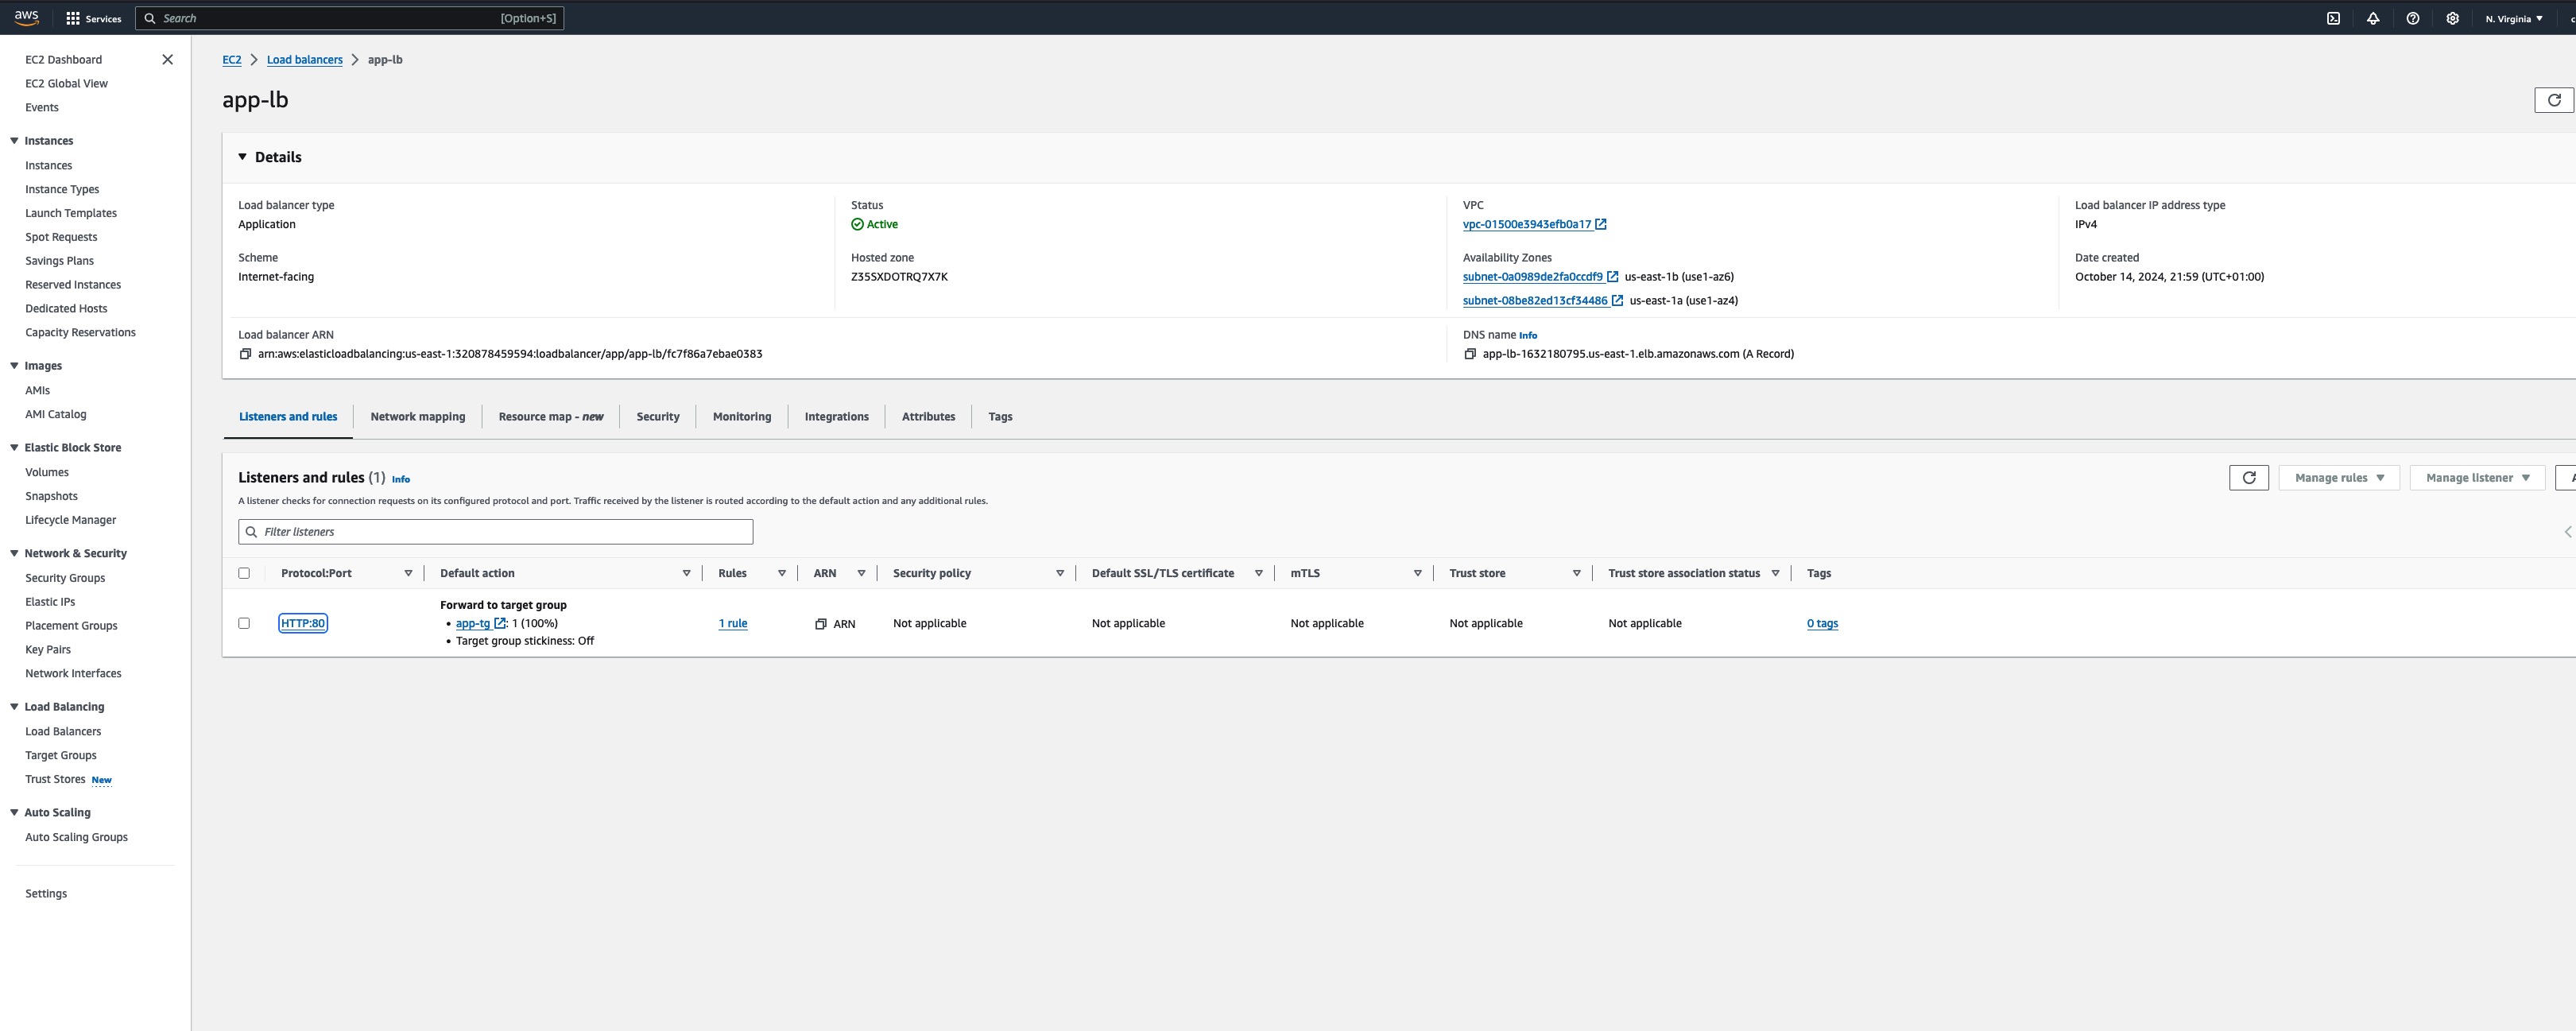 aws
Services
Search
[Option+S]
N. Virginia
EC2 Dashboard
EC2 Global View
Events
Instances
Instances
Instance Types
Launch Templates
Spot Requests
Savings Plans
Reserved Instances
Dedicated Hosts
Capacity Reservations
Images
AMIs
AMI Catalog
Elastic Block Store
Volumes
Snapshots
Lifecycle Manager
Network & Security
Security Groups
Elastic IPs
Placement Groups
Key Pairs
Network Interfaces
Load Balancing
Load Balancers
Target Groups
Trust Stores New
Auto Scaling
Auto Scaling Groups
Settings
EC2 > Load balancers > app-lb
app-lb
Details
Load balancer type
Application
Status
Active
VPC
vpc-01500e3943efb0a17
Load balancer IP address type
IPv4
Scheme
Internet-facing
Hosted zone
Z35SXDOTRQ7X7K
Availability Zones
subnet-0a0989de2fa0ccdf9 us-east-1b (use1-az6)
subnet-08be82ed13cf34486 us-east-1a (use1-az4)
Date created
October 14, 2024, 21:59 (UTC+01:00)
Load balancer ARN
arn:aws:elasticloadbalancing:us-east-1:320878459594:loadbalancer/app/app-lb/fc7f86a7ebae0383
DNS name Info
app-lb-1632180795.us-east-1.elb.amazonaws.com (A Record)
Listeners and rules
Network mapping
Resource map - new
Security
Monitoring
Integrations
Attributes
Tags
Listeners and rules (1) Info
Manage rules
Manage listener
A listener checks for connection requests on its configured protocol and port. Traffic received by the listener is routed according to the default action and any additional rules.
Filter listeners
Protocol:Port
Default action
Rules
ARN
Security policy
Default SSL/TLS certificate
mTLS
Trust store
Trust store association status
Tags
HTTP:80
Forward to target group
• app-tg : 1 (100%)
• Target group stickiness: Off
1 rule
ARN
Not applicable
Not applicable
Not applicable
Not applicable
Not applicable
0 tags